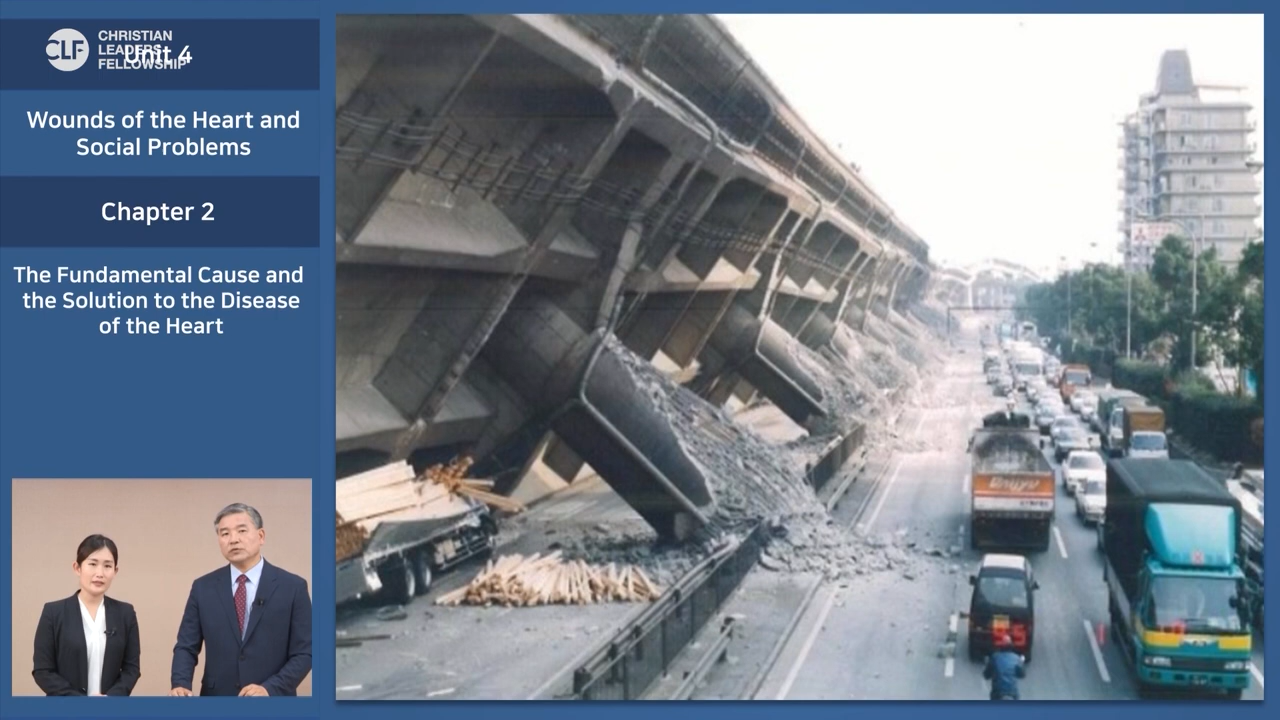 CLF
CHRISTIAN
LEADERS
FELLOWSHIP
Unit 4
Wounds of the Heart and
Social Problems
Chapter 2
The Fundamental Cause and
the Solution to the Disease
of the Heart